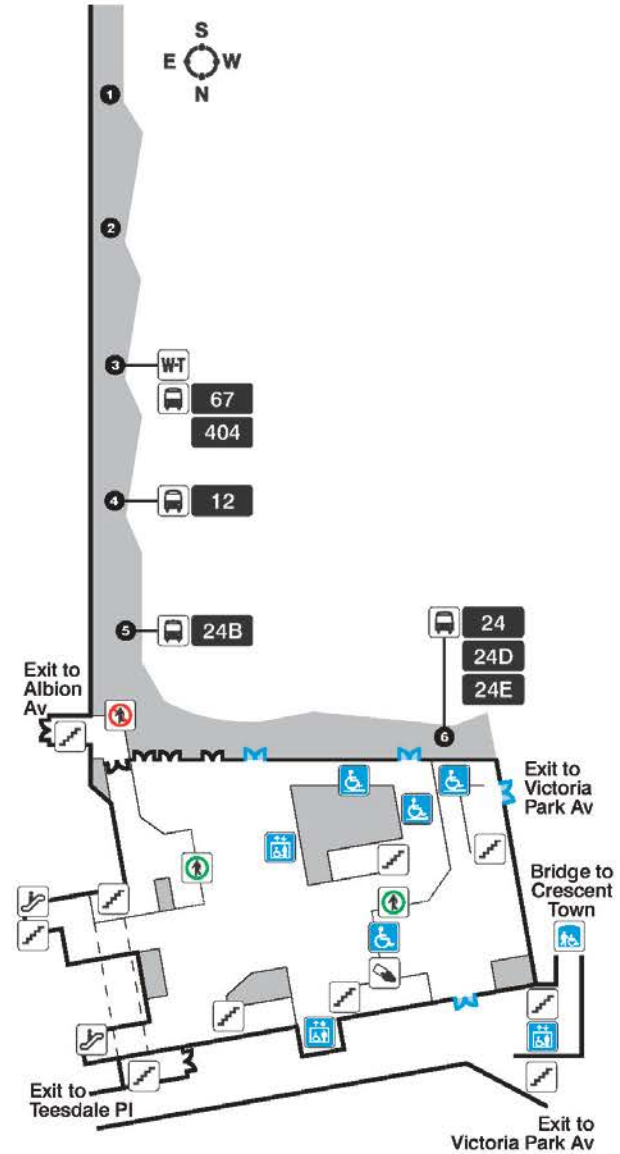 S
E
W
N
1
2
3
W-T
67
404
4
12
5
24B
24
24D
24E
6
Exit to
Albion
Av
Exit to
Victoria
Park Av
Bridge to
Crescent
Town
Exit to
Teesdale Pl
Exit to
Victoria Park Av